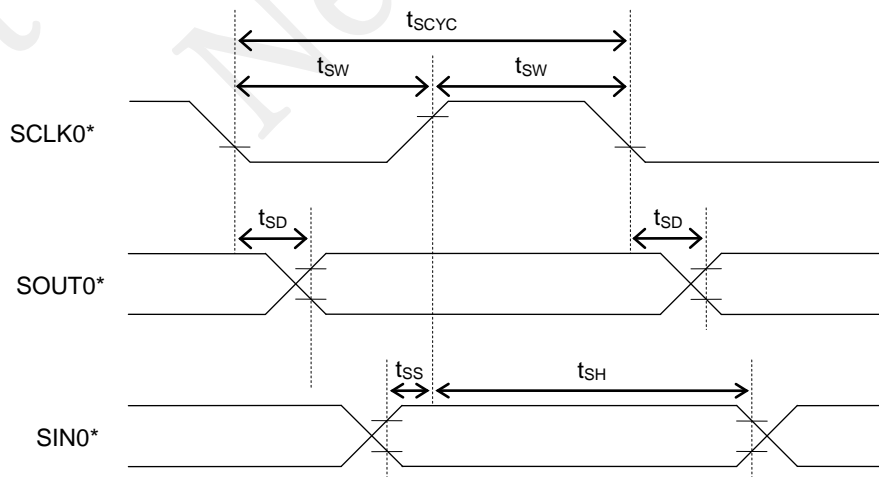 tSCYC
tSW tSW
SCLK0*
tSD tSD
SOUT0*
tSS tSH
SIN0*